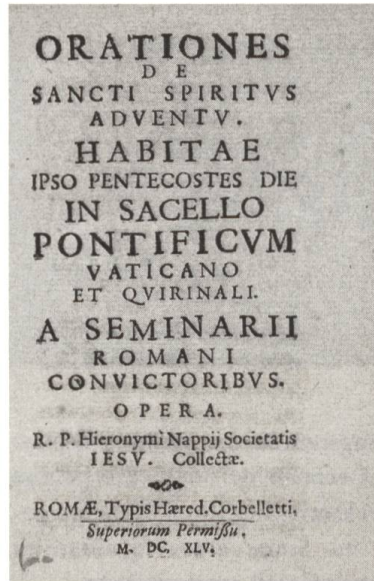 ORATIONES
DE
SANCTI SPIRITVS
ADVENTV.
HABITAE
IPSO PENTECOSTES DIE
IN SACELLO
PONTIFICVM
VATICANO
ET QVIRINALI.
A SEMINARII
ROMANI
CONVICTORIBVS.
OPERA.
R. P. Hieronymi Nappij Societatis
IESV. Collectæ.
ROMÆ, Typis Hæred. Corbelletti,
Superiorum Permiſſu.
M. DC. XLV.